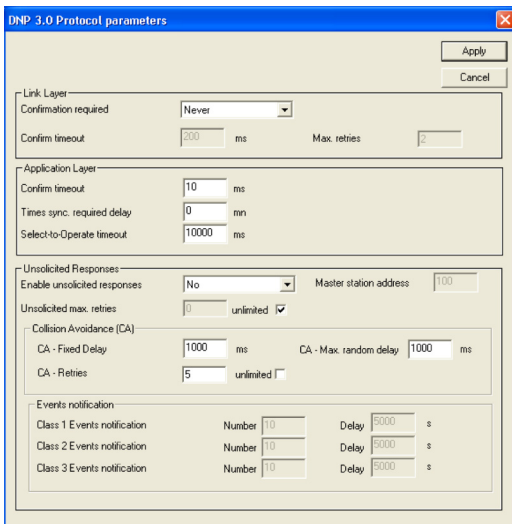 DNP 3.0 Protocol parameters
Apply
Cancel
Link Layer
Confirmation required Never
Confirm timeout 200 ms Max. retries 2
Application Layer
Confirm timeout 10 ms
Times sync. required delay 0 mn
Select-to-Operate timeout 10000 ms
Unsolicited Responses
Enable unsolicited responses No Master station address 100
Unsolicited max. retries 0 unlimited
Collision Avoidance (CA)
CA - Fixed Delay 1000 ms CA - Max. random delay 1000 ms
CA - Retries 5 unlimited
Events notification
Class 1 Events notification Number 10 Delay 5000 s
Class 2 Events notification Number 10 Delay 5000 s
Class 3 Events notification Number 10 Delay 5000 s